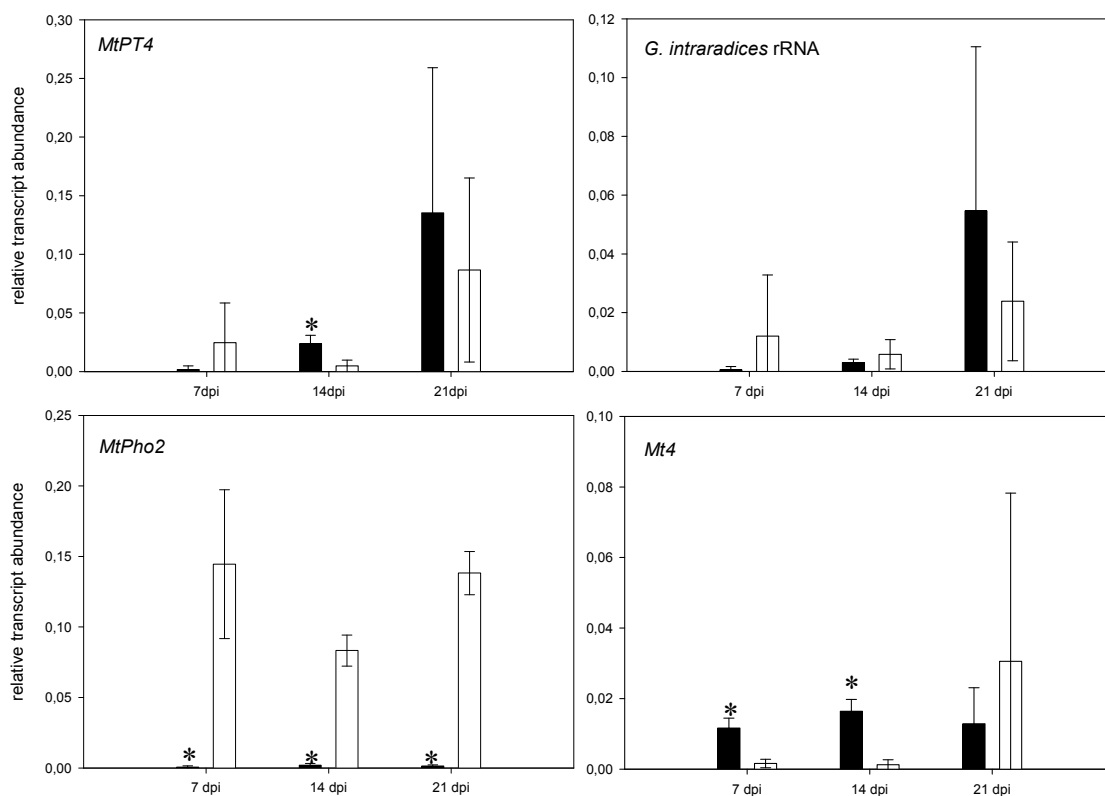 MtPT4
relative transcript abundance
0,30
0,25
0,20
0,15
0,10
0,05
0,00
*
7dpi
14dpi
21dpi
G. intraradices rRNA
0,12
0,10
0,08
0,06
0,04
0,02
0,00
7 dpi
14 dpi
21 dpi
MtPho2
relative transcript abundance
0,25
0,20
0,15
0,10
0,05
0,00
* * *
7 dpi
14 dpi
21 dpi
Mt4
0,10
0,08
0,06
0,04
0,02
0,00
* *
7 dpi
14 dpi
21 dpi